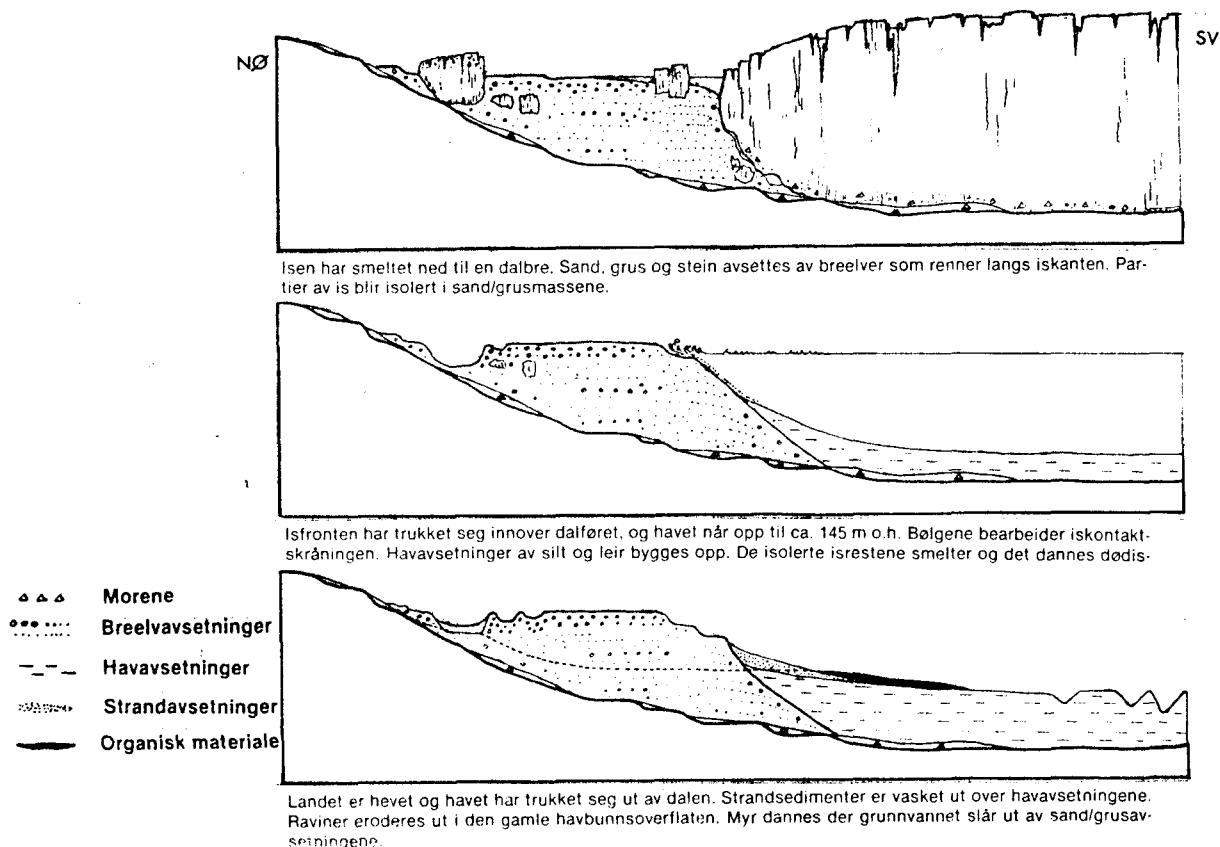 NØ
SV
Isen har smeltet ned til en dalbre. Sand, grus og stein avsettes av breelver som renner langs iskanten. Par-
tier av is blir isolert i sand/grusmassene.
Isfronten har trukket seg innover dalføret, og havet når opp til ca. 145 m o.h. Bølgene bearbeider iskontakt-
skråningen. Havavsetninger av silt og leir bygges opp. De isolerte isrestene smelter og det dannes dødis-
Morene
Breelvavsetninger
Havavsetninger
Strandavsetninger
Organisk materiale
Landet er hevet og havet har trukket seg ut av dalen. Strandsedimenter er vasket ut over havavsetningene.
Raviner eroderes ut i den gamle havbunnsoverflaten. Myr dannes der grunnvannet slår ut av sand/grusav-
setningene.